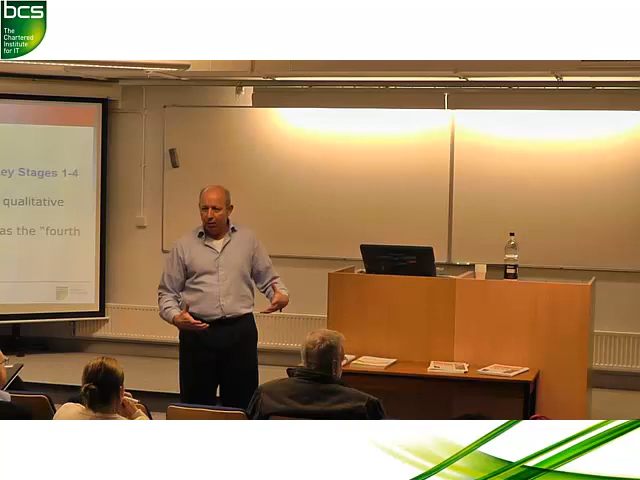 bcs
The
Chartered
Institute
for IT
ey Stages 1-4
qualitative
as the "fourth